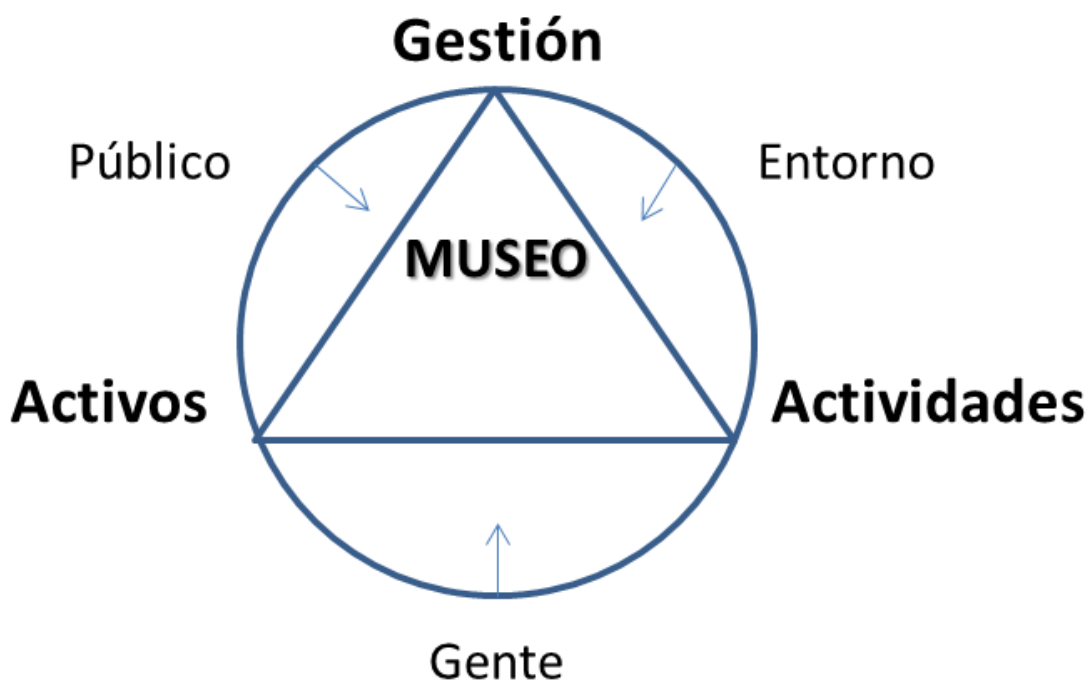 Gestión
Público
Entorno
MUSEO
Activos
Actividades
Gente